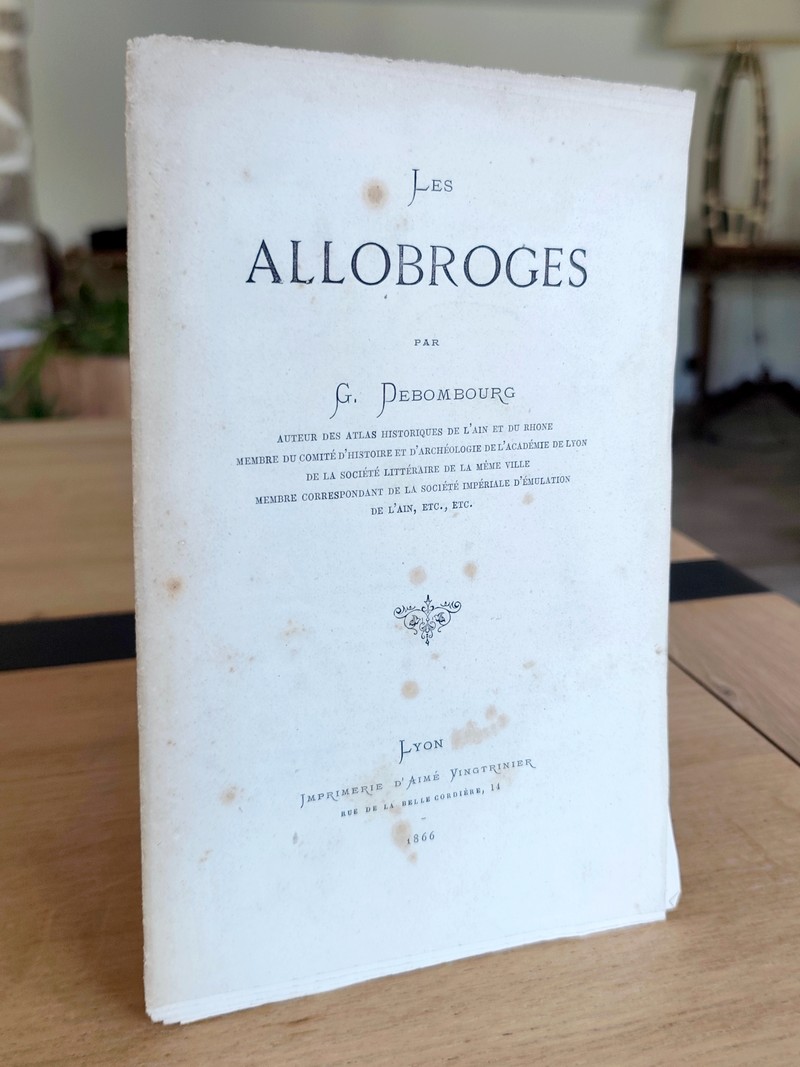 LES
ALLOBROGES
PAR
G. DEBOMBOURG
AUTEUR DES ATLAS HISTORIQUES DE L'AIN ET DU RHONE
MEMBRE DU COMITÉ D'HISTOIRE ET D'ARCHÉOLOGIE DE L'ACADÉMIE DE LYON
DE LA SOCIÉTÉ LITTÉRAIRE DE LA MÊME VILLE
MEMBRE CORRESPONDANT DE LA SOCIÉTÉ IMPÉRIALE D'ÉMULATION
DE L'AIN, ETC., ETC.
LYON
IMPRIMERIE D'AIMÉ VINGTRINIER
RUE DE LA BELLE CORDIÈRE, 14
1866